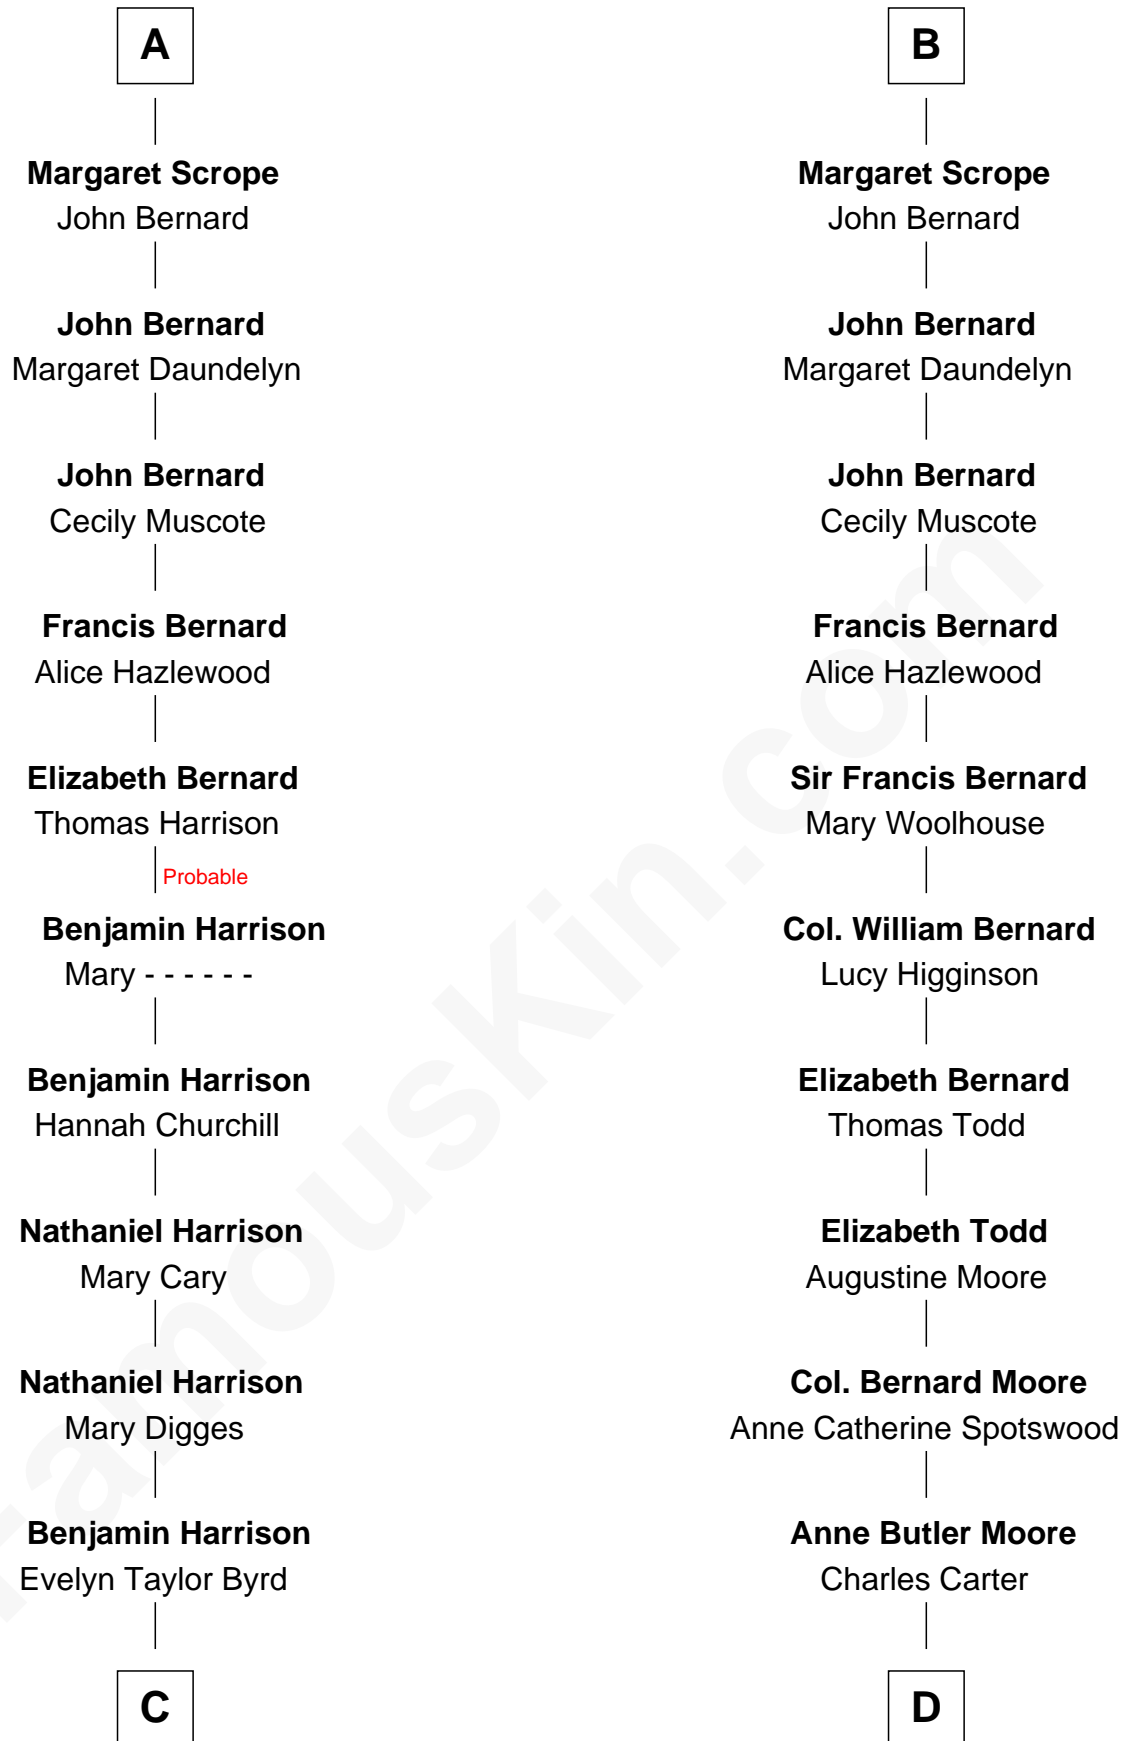 A
Margaret Scrope
John Bernard
John Bernard
Margaret Daundelyn
John Bernard
Cecily Muscote
Francis Bernard
Alice Hazlewood
Elizabeth Bernard
Thomas Harrison
Probable
Benjamin Harrison
Mary - - - - - -
Benjamin Harrison
Hannah Churchill
Nathaniel Harrison
Mary Cary
Nathaniel Harrison
Mary Digges
Benjamin Harrison
Evelyn Taylor Byrd
C
B
Margaret Scrope
John Bernard
John Bernard
Margaret Daundelyn
John Bernard
Cecily Muscote
Francis Bernard
Alice Hazlewood
Sir Francis Bernard
Mary Woolhouse
Col. William Bernard
Lucy Higginson
Elizabeth Bernard
Thomas Todd
Elizabeth Todd
Augustine Moore
Col. Bernard Moore
Anne Catherine Spotswood
Anne Butler Moore
Charles Carter
D
FamousKin.com